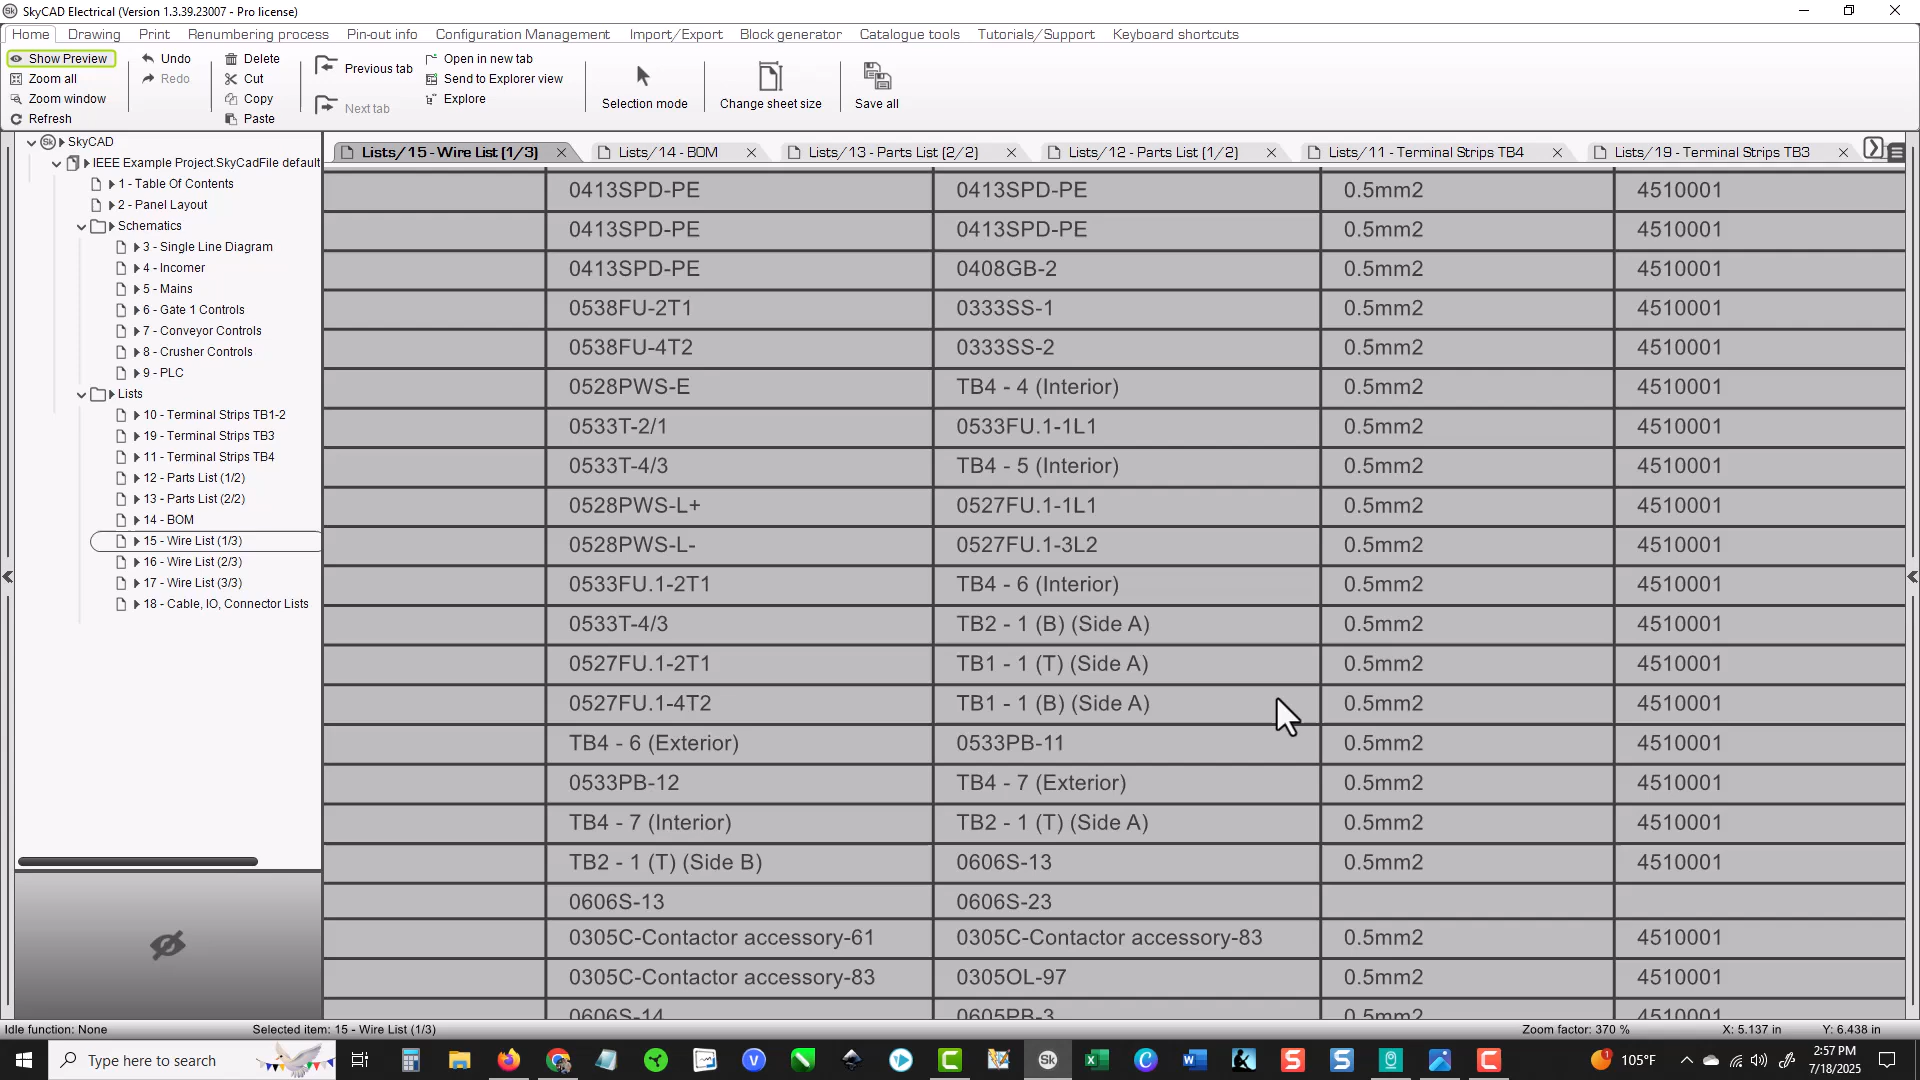 SkyCAD Electrical (Version 1.3.39.23007 - Pro license)
Home Drawing Print Renumbering process Pin-out info Configuration Management Import/Export Block generator Catalogue tools Tutorials/Support Keyboard shortcuts
Show Preview
Zoom all
Zoom window
Refresh
Undo
Redo
Delete
Cut
Copy
Paste
Previous tab
Next tab
Open in new tab
Send to Explorer view
Explore
Selection mode
Change sheet size
Save all
SkyCAD
IEEE Example Project.SkyCadFile default
1 - Table Of Contents
2 - Panel Layout
Schematics
3 - Single Line Diagram
4 - Incomer
5 - Mains
6 - Gate 1 Controls
7 - Conveyor Controls
8 - Crusher Controls
9 - PLC
Lists
10 - Terminal Strips TB1-2
19 - Terminal Strips TB3
11 - Terminal Strips TB4
12 - Parts List (1/2)
13 - Parts List (2/2)
14 - BOM
15 - Wire List (1/3)
16 - Wire List (2/3)
17 - Wire List (3/3)
18 - Cable, IO, Connector Lists
Lists/15 - Wire List (1/3) Lists/14 - BOM Lists/13 - Parts List (2/2) Lists/12 - Parts List (1/2) Lists/11 - Terminal Strips TB4 Lists/19 - Terminal Strips TB3
0413SPD-PE 0413SPD-PE 0.5mm2 4510001
0413SPD-PE 0413SPD-PE 0.5mm2 4510001
0413SPD-PE 0408GB-2 0.5mm2 4510001
0538FU-2T1 0333SS-1 0.5mm2 4510001
0538FU-4T2 0333SS-2 0.5mm2 4510001
0528PWS-E TB4 - 4 (Interior) 0.5mm2 4510001
0533T-2/1 0533FU.1-1L1 0.5mm2 4510001
0533T-4/3 TB4 - 5 (Interior) 0.5mm2 4510001
0528PWS-L+ 0527FU.1-1L1 0.5mm2 4510001
0528PWS-L- 0527FU.1-3L2 0.5mm2 4510001
0533FU.1-2T1 TB4 - 6 (Interior) 0.5mm2 4510001
0533T-4/3 TB2 - 1 (B) (Side A) 0.5mm2 4510001
0527FU.1-2T1 TB1 - 1 (T) (Side A) 0.5mm2 4510001
0527FU.1-4T2 TB1 - 1 (B) (Side A) 0.5mm2 4510001
TB4 - 6 (Exterior) 0533PB-11 0.5mm2 4510001
0533PB-12 TB4 - 7 (Exterior) 0.5mm2 4510001
TB4 - 7 (Interior) TB2 - 1 (T) (Side A) 0.5mm2 4510001
TB2 - 1 (T) (Side B) 0606S-13 0.5mm2 4510001
0606S-13 0606S-23
0305C-Contactor accessory-61 0305C-Contactor accessory-83 0.5mm2 4510001
0305C-Contactor accessory-83 0305OL-97 0.5mm2 4510001
0606S-14 0605PB-3 0.5mm2 4510001
Idle function: None Selected item: 15 - Wire List (1/3) Zoom factor: 370 % X: 5.137 in Y: 6.438 in
Type here to search
105°F
2:57 PM
7/18/2025